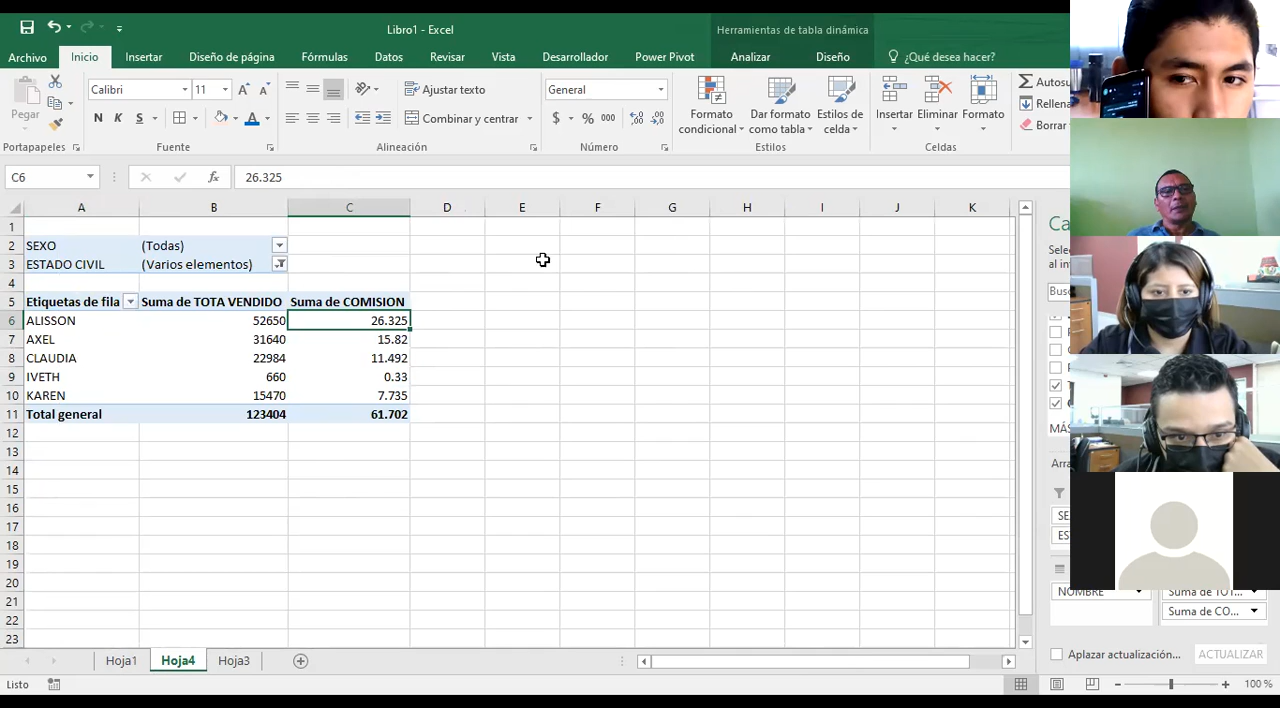 Libro1 - Excel
Herramientas de tabla dinámica
Archivo Inicio Insertar Diseño de página Fórmulas Datos Revisar Vista Desarrollador Power Pivot Analizar Diseño ¿Qué desea hacer?
Pegar
Calibri 11
N K S
Ajustar texto
Combinar y centrar
General
$ % 000
Formato condicional
Dar formato como tabla
Estilos de celda
Insertar Eliminar Formato
Autosu
Rellena
Borrar
Portapapeles Fuente Alineación Número Estilos Celdas
C6 fx 26.325
A B C D E F G H I J K
1
2 SEXO (Todas)
3 ESTADO CIVIL (Varios elementos)
4
5 Etiquetas de fila Suma de TOTA VENDIDO Suma de COMISION
6 ALISSON 52650 26.325
7 AXEL 31640 15.82
8 CLAUDIA 22984 11.492
9 IVETH 660 0.33
10 KAREN 15470 7.735
11 Total general 123404 61.702
12
13
14
15
16
17
18
19
20
21
22
23
Ca
Selec
al int
Busc
MÁS
Arra
SE
ES
NOMBRE Suma de TOT...
Suma de CO...
Aplazar actualización... ACTUALIZAR
Hoja1 Hoja4 Hoja3
Listo 100 %